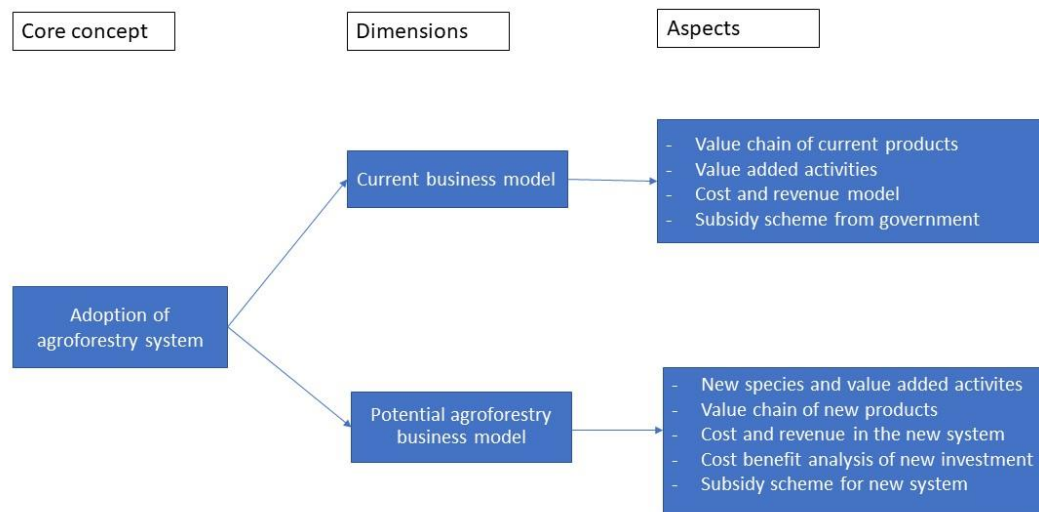 Core concept
Dimensions
Aspects
- Value chain of current products
- Value added activities
- Cost and revenue model
- Subsidy scheme from government
Current business model
Adoption of
agroforestry system
Potential agroforestry
business model
- New species and value added activites
- Value chain of new products
- Cost and revenue in the new system
- Cost benefit analysis of new investment
- Subsidy scheme for new system